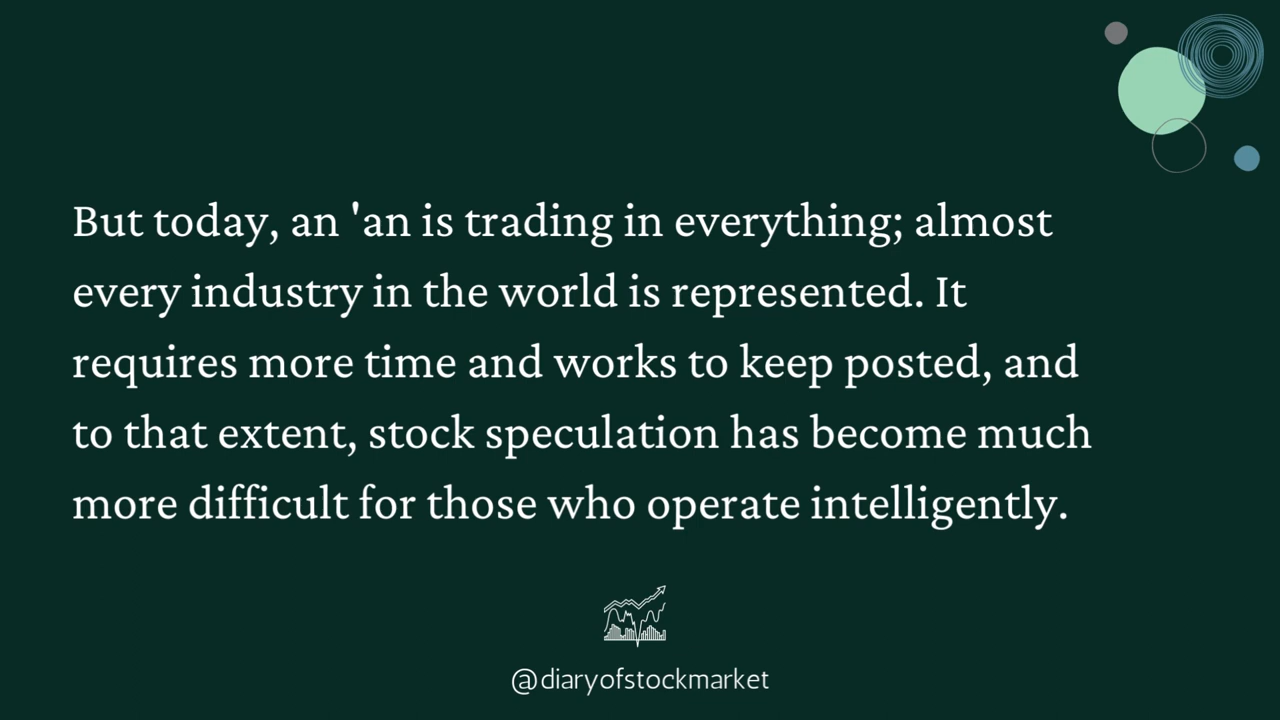 But today, an 'an is trading in everything; almost
every industry in the world is represented. It
requires more time and works to keep posted, and
to that extent, stock speculation has become much
more difficult for those who operate intelligently.
@diaryofstockmarket